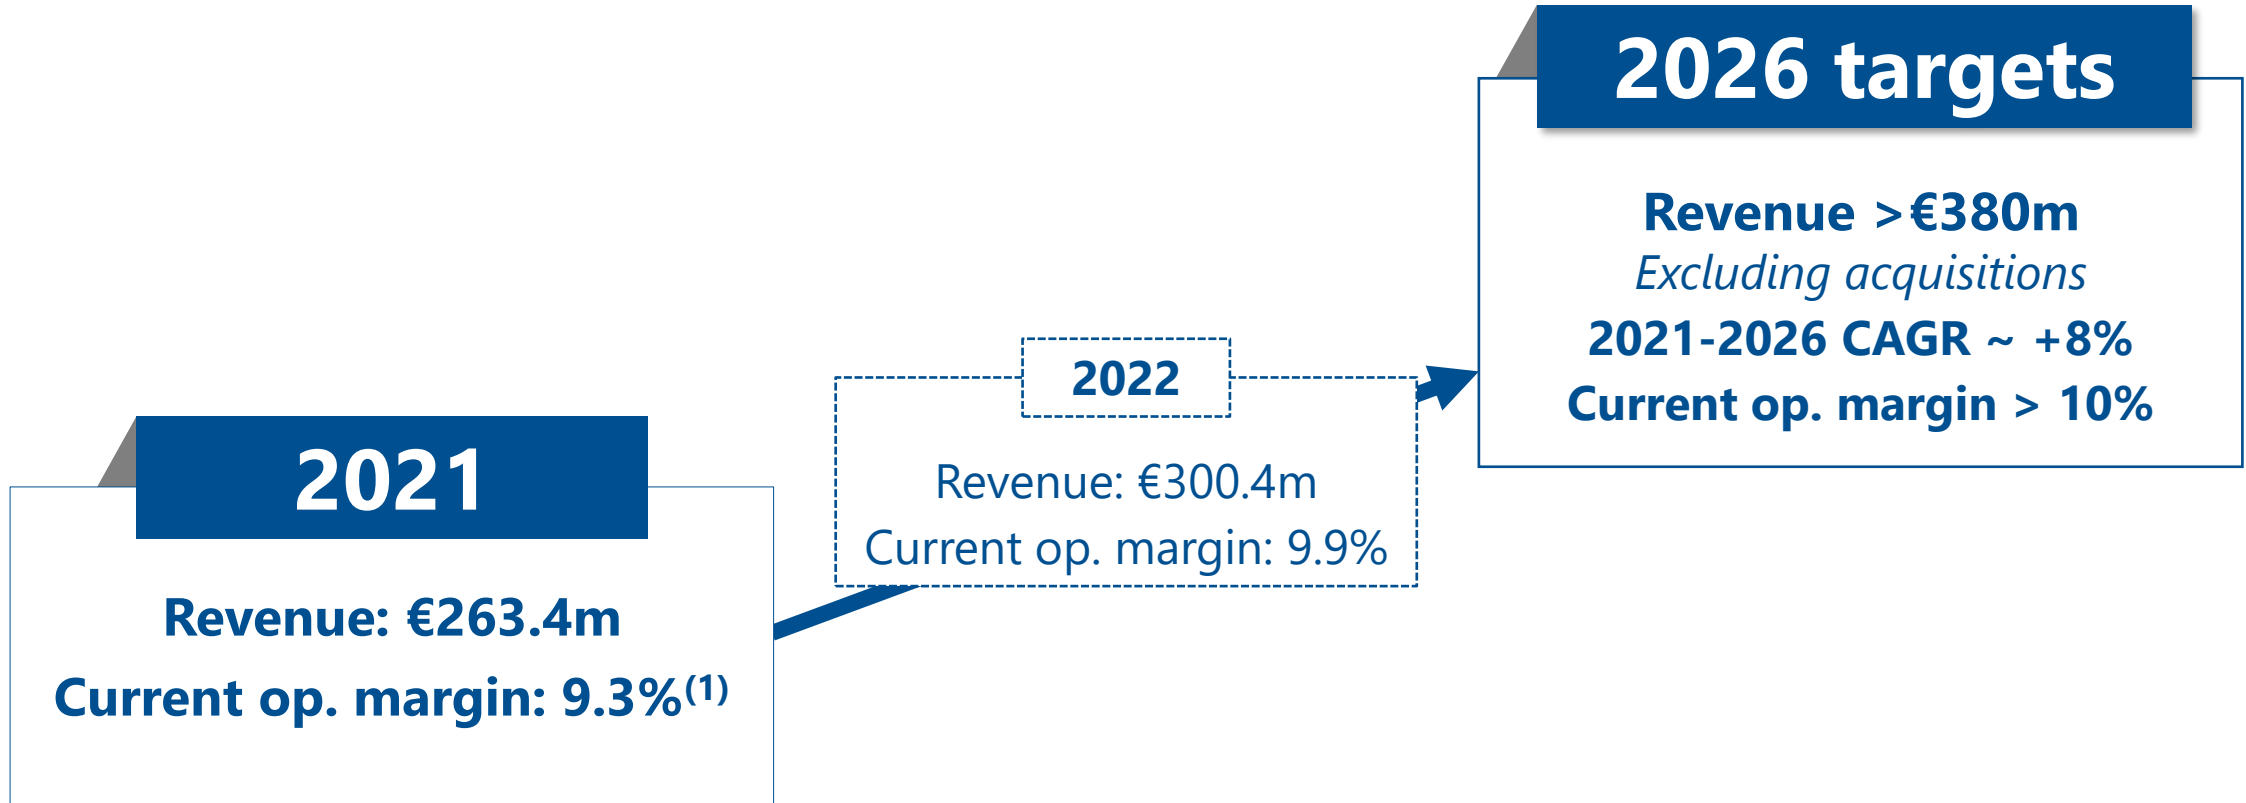 2021
Revenue: €263.4m
Current op. margin: 9.3%(1)
2022
Revenue: €300.4m
Current op. margin: 9.9%
2026 targets
Revenue >€380m
Excluding acquisitions
2021-2026 CAGR ~ +8%
Current op. margin > 10%